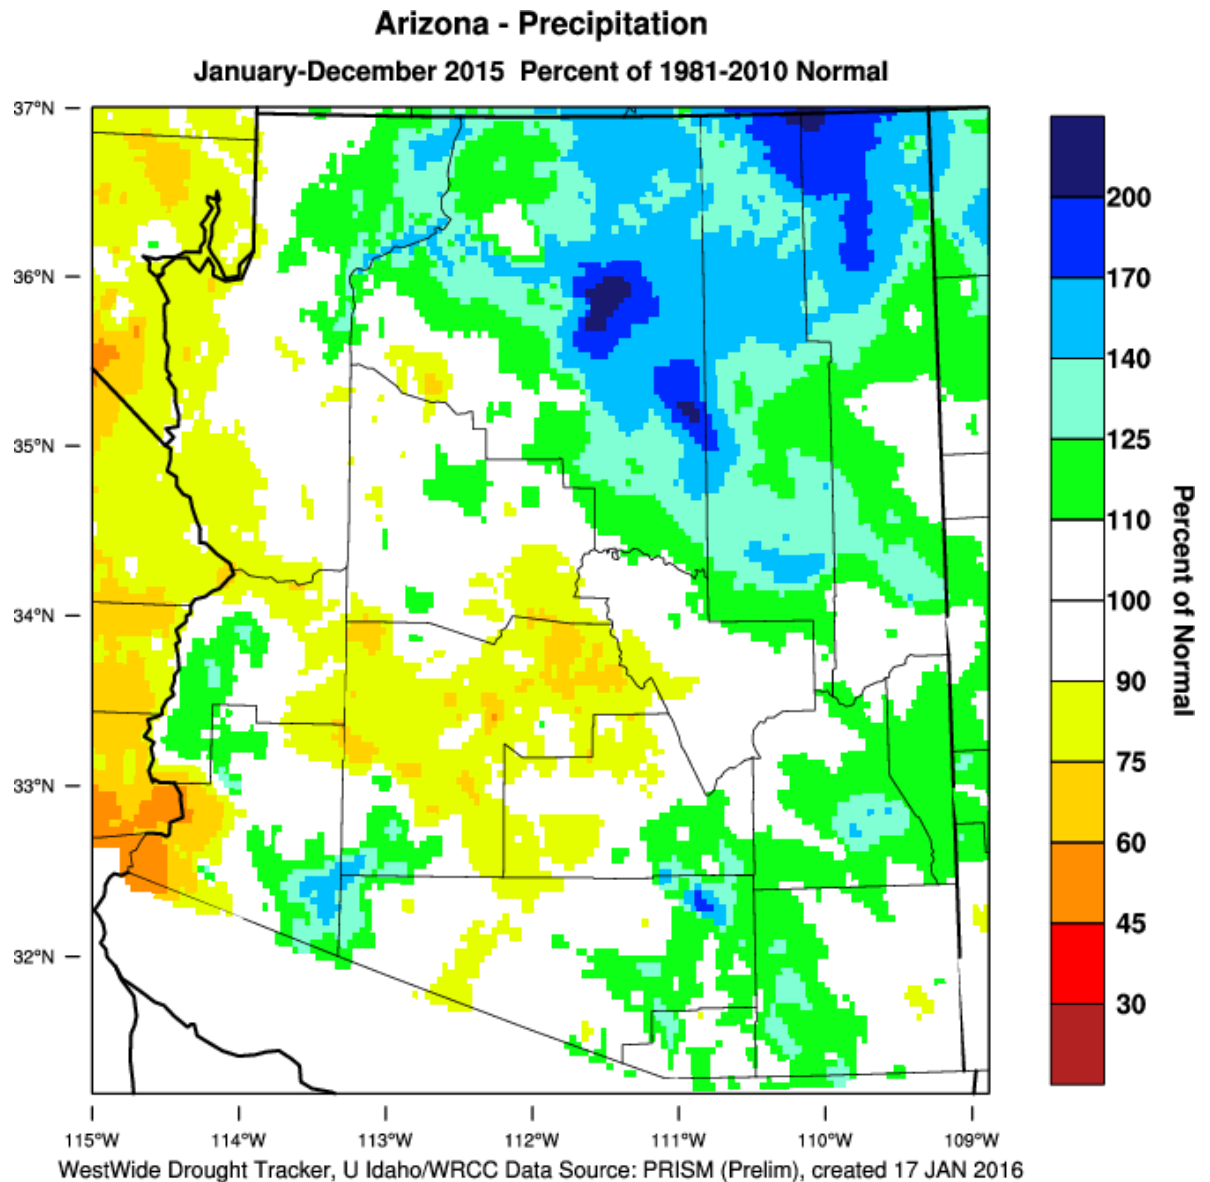 Arizona - Precipitation
January-December 2015 Percent of 1981-2010 Normal
37°N
36°N
35°N
34°N
33°N
32°N
115°W 114°W 113°W 112°W 111°W 110°W 109°W
200
170
140
125
110
100
90
75
60
45
30
Percent of Normal
WestWide Drought Tracker, U Idaho/WRCC Data Source: PRISM (Prelim), created 17 JAN 2016